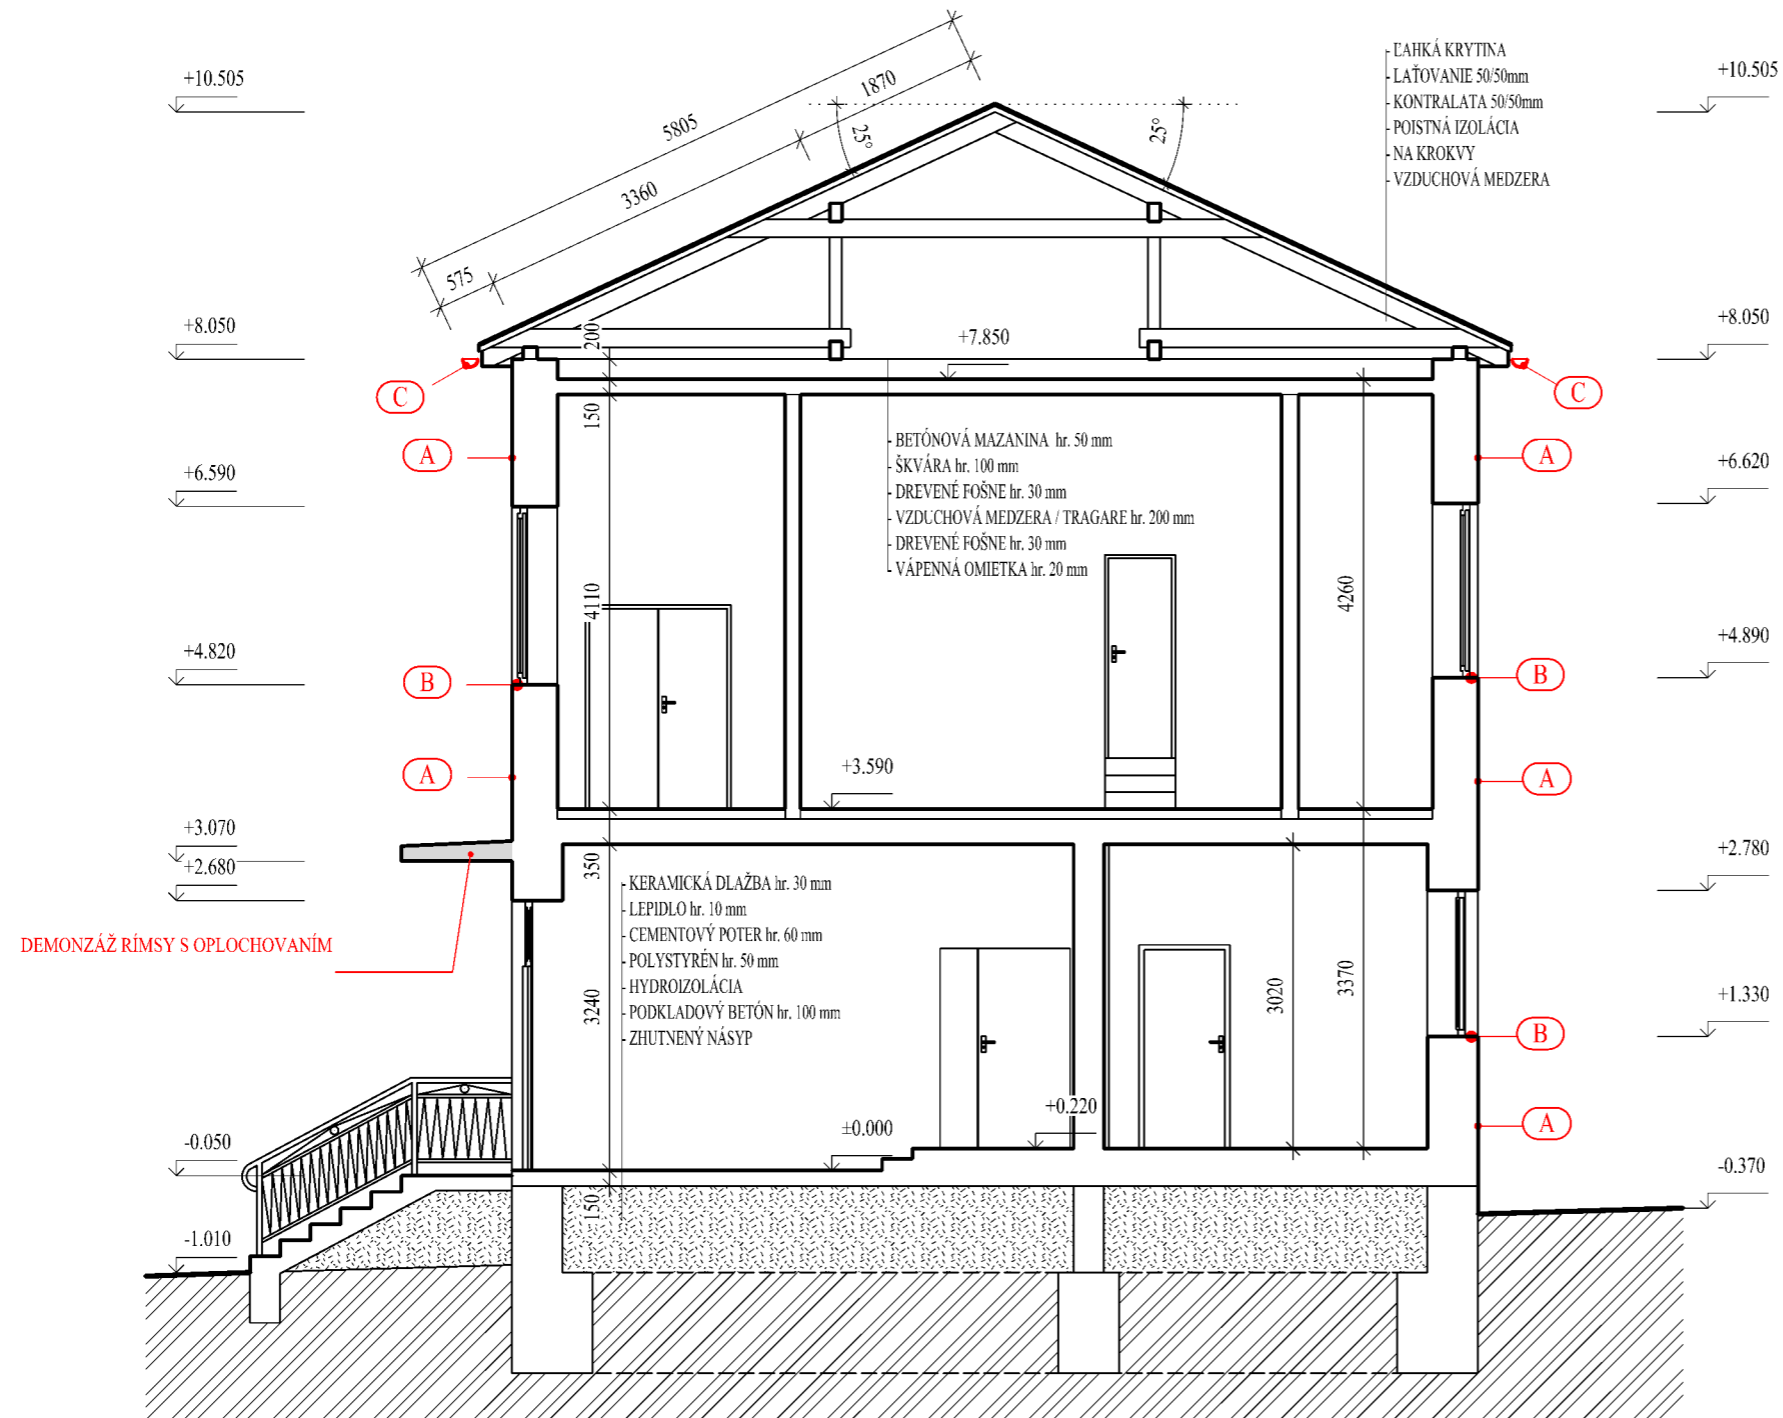 +10.505
5805
1870
3360
575
25°
25°
- ĽAHKÁ KRYTINA
- LAŤOVANIE 50/50mm
- KONTRALATA 50/50mm
- POISTNÁ IZOLÁCIA
- NA KROKVY
- VZDUCHOVÁ MEDZERA
+10.505
+8.050
200
+7.850
+8.050
C
C
150
A
A
+6.590
+6.620
- BETÓNOVÁ MAZANINA hr. 50 mm
- ŠKVÁRA hr. 100 mm
- DREVENÉ FOŠNE hr. 30 mm
- VZDUCHOVÁ MEDZERA / TRAGARE hr. 200 mm
- DREVENÉ FOŠNE hr. 30 mm
- VÁPENNÁ OMIETKA hr. 20 mm
4110
4260
+4.820
+4.890
B
B
A
A
+3.590
+3.070
+2.680
+2.780
350
- KERAMICKÁ DLAŽBA hr. 30 mm
- LEPIDLO hr. 10 mm
- CEMENTOVÝ POTER hr. 60 mm
- POLYSTYRÉN hr. 50 mm
- HYDROIZOLÁCIA
- PODKLADOVÝ BETÓN hr. 100 mm
- ZHUTNENÝ NÁSYP
DEMONZÁŽ RÍMSY S OPLOCHOVANÍM
3240
3020
3370
+1.330
B
A
+0.220
±0.000
-0.050
-0.370
150
-1.010